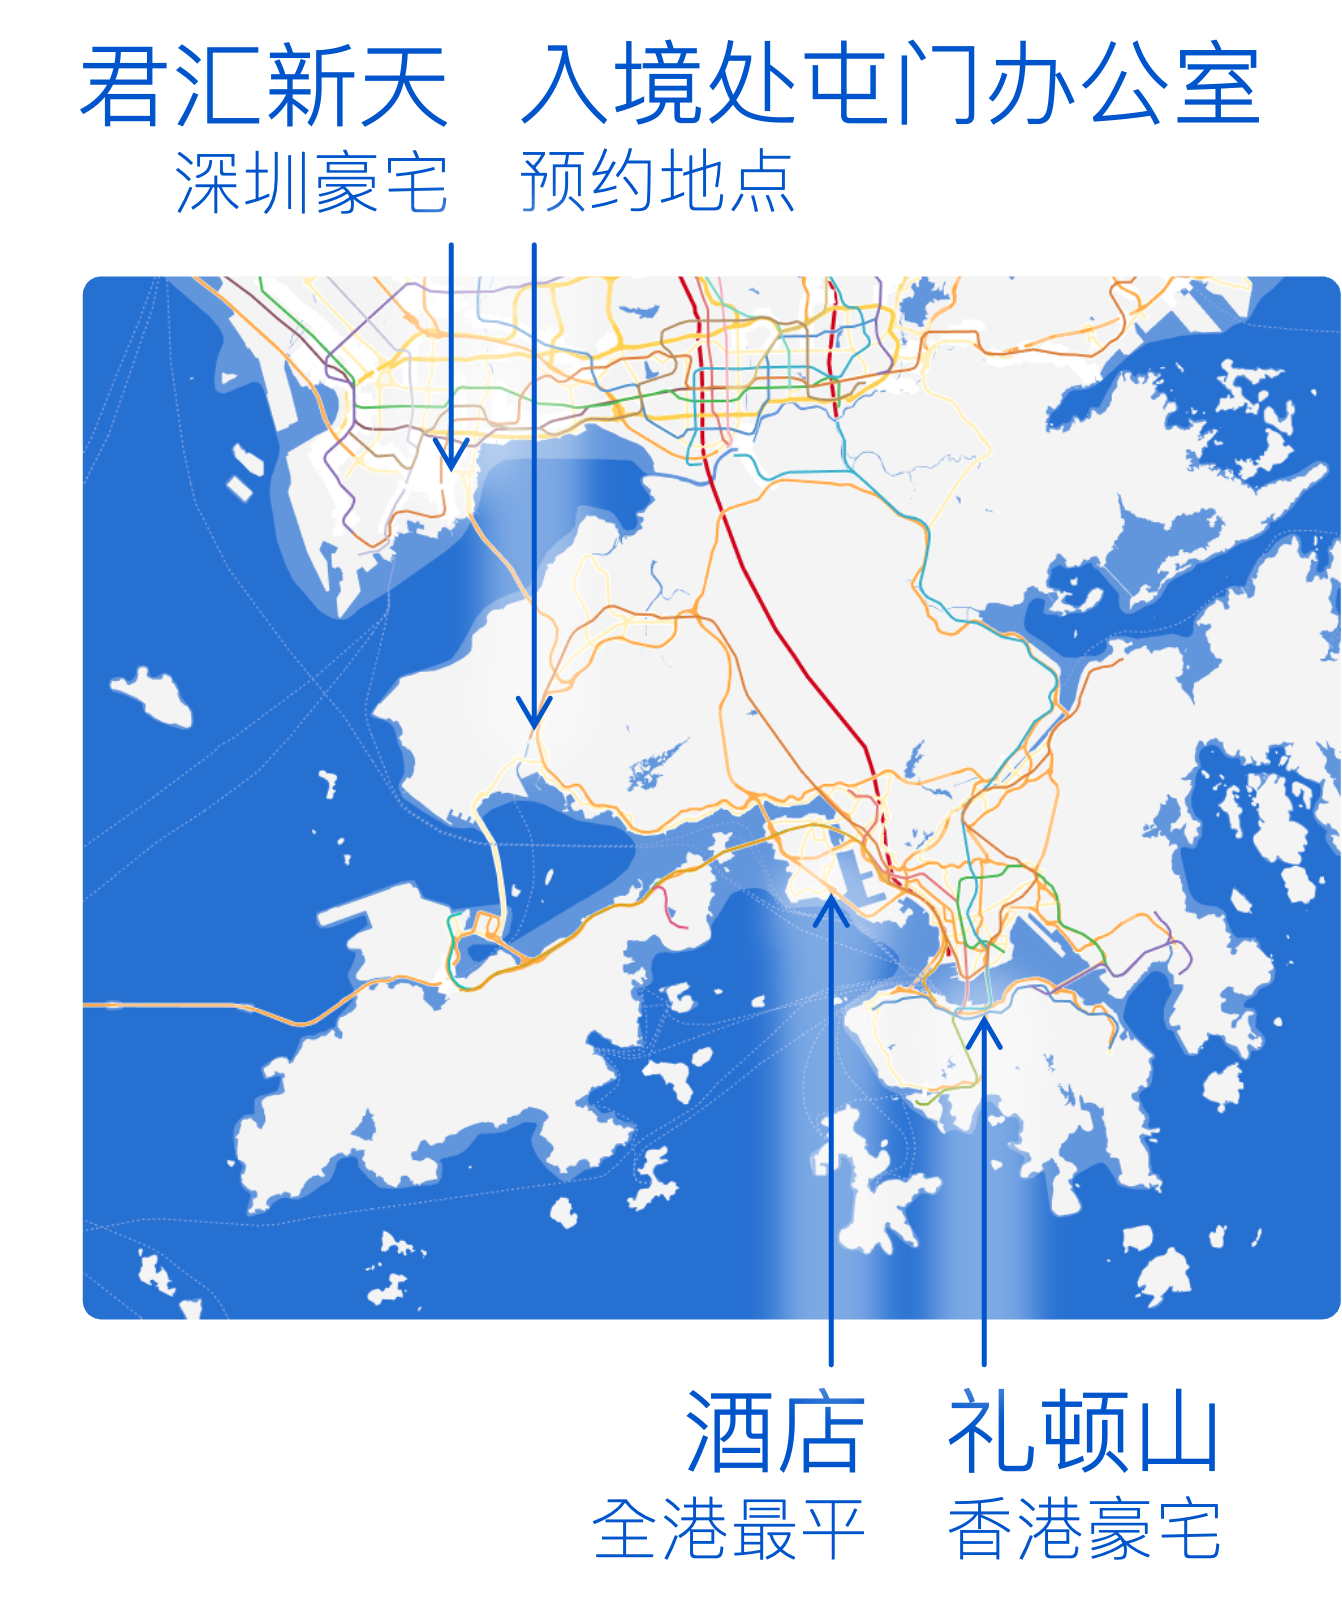 君汇新天
深圳豪宅
入境处屯门办公室
预约地点
酒店
全港最平
礼顿山
香港豪宅